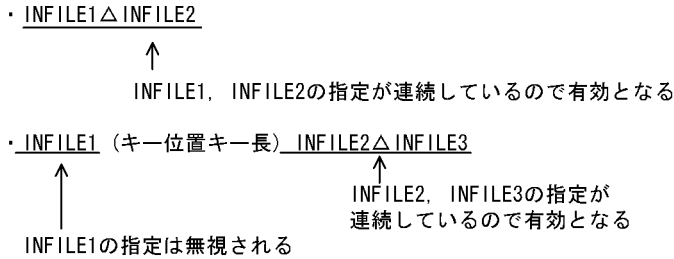 ・INFILE1△INFILE2
INFILE1, INFILE2の指定が連続しているので有効となる
・INFILE1（キー位置キー長）INFILE2△INFILE3
INFILE2, INFILE3の指定が
連続しているので有効となる
INFILE1の指定は無視される